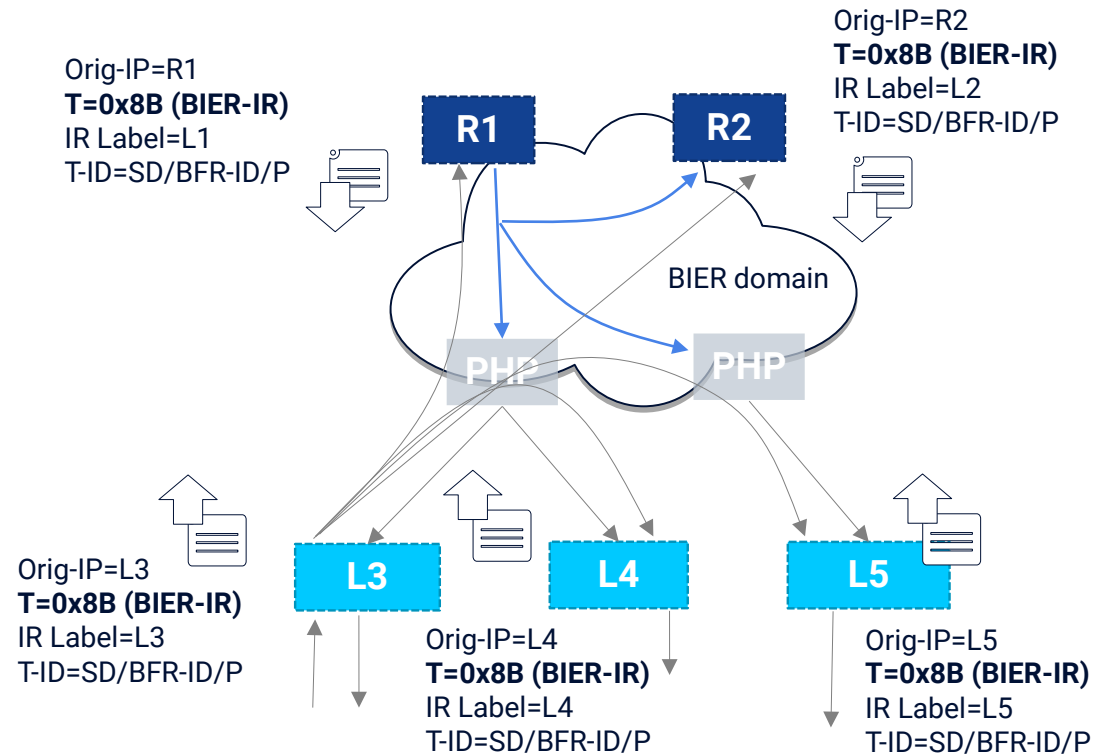 Orig-IP=R2
T=0x8B (BIER-IR)
IR Label=L2
T-ID=SD/BFR-ID/P
Orig-IP=R1
T=0x8B (BIER-IR)
IR Label=L1
T-ID=SD/BFR-ID/P
R1
R2
BIER domain
PHP
PHP
L3
L4
L5
Orig-IP=L3
T=0x8B (BIER-IR)
IR Label=L3
T-ID=SD/BFR-ID/P
Orig-IP=L4
T=0x8B (BIER-IR)
IR Label=L4
T-ID=SD/BFR-ID/P
Orig-IP=L5
T=0x8B (BIER-IR)
IR Label=L5
T-ID=SD/BFR-ID/P